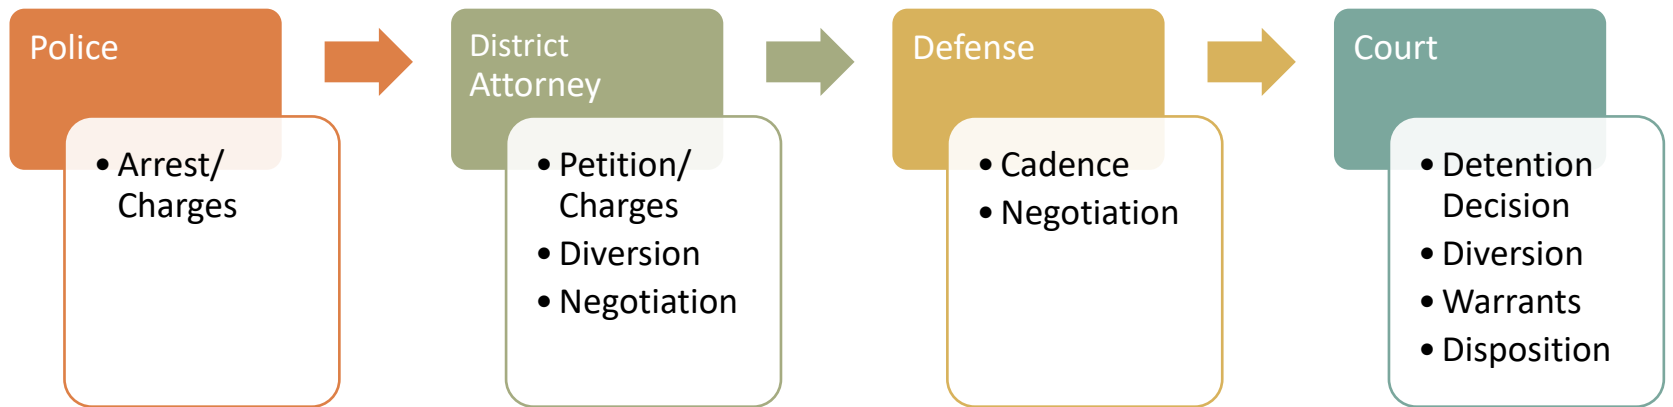 Police
• Arrest/
Charges
District
Attorney
• Petition/
Charges
• Diversion
• Negotiation
Defense
• Cadence
• Negotiation
Court
• Detention
Decision
• Diversion
• Warrants
• Disposition